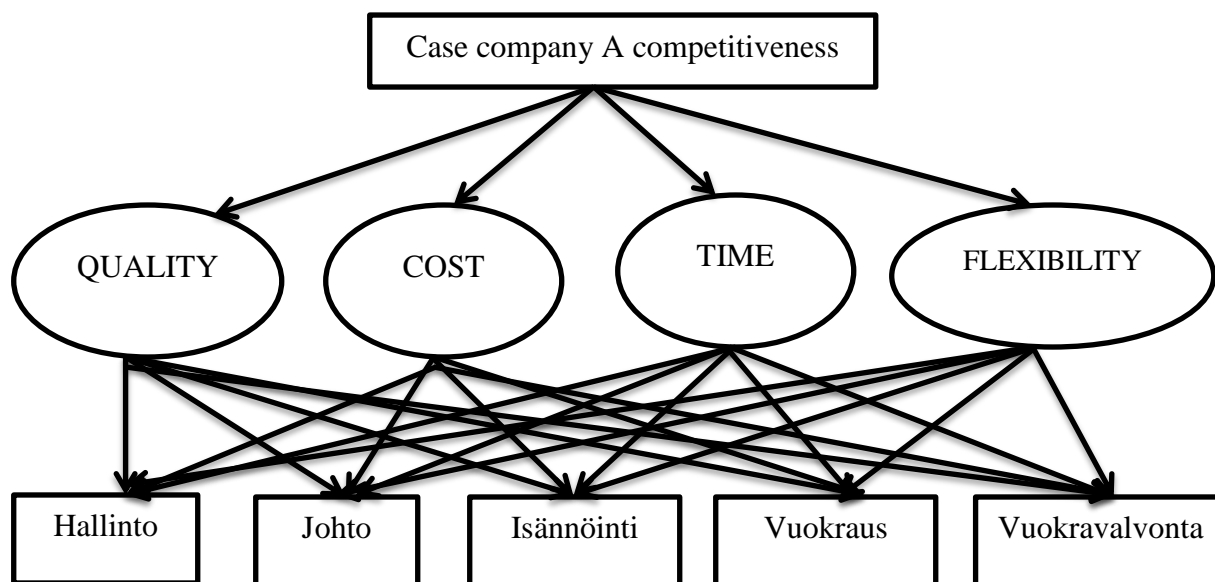 Case company A competitiveness
QUALITY
COST
TIME
FLEXIBILITY
Hallinto
Johto
Isännöinti
Vuokraus
Vuokravalvonta